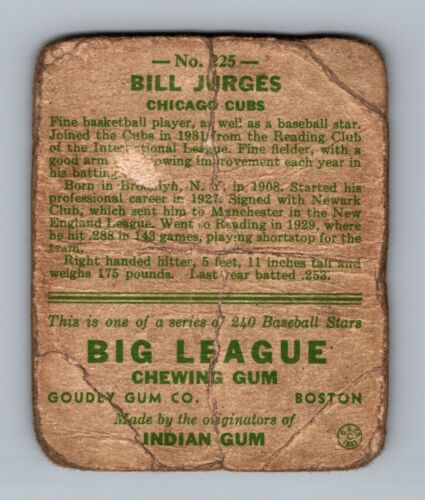 — No. 225 —
BILL JURGES
CHICAGO CUBS
Fine basketball player, as well as a baseball star.
Joined the Cubs in 1931 from the Reading Club
of the International League. Fine fielder, with a
good arm showing improvement each year in
his batting.
Born in Brooklyn, N. Y. in 1908. Started his
professional career in 1927. Signed with Newark
Club, which sent him to Manchester in the New
England League. Went to Reading in 1929, where
he hit .288 in 143 games, playing shortstop for the
team.
Right handed hitter, 5 feet, 11 inches tall and
weighs 175 pounds. Last year batted .253.
This is one of a series of 240 Baseball Stars
BIG LEAGUE
CHEWING GUM
GOUDEY GUM CO. BOSTON
Made by the originators of
INDIAN GUM